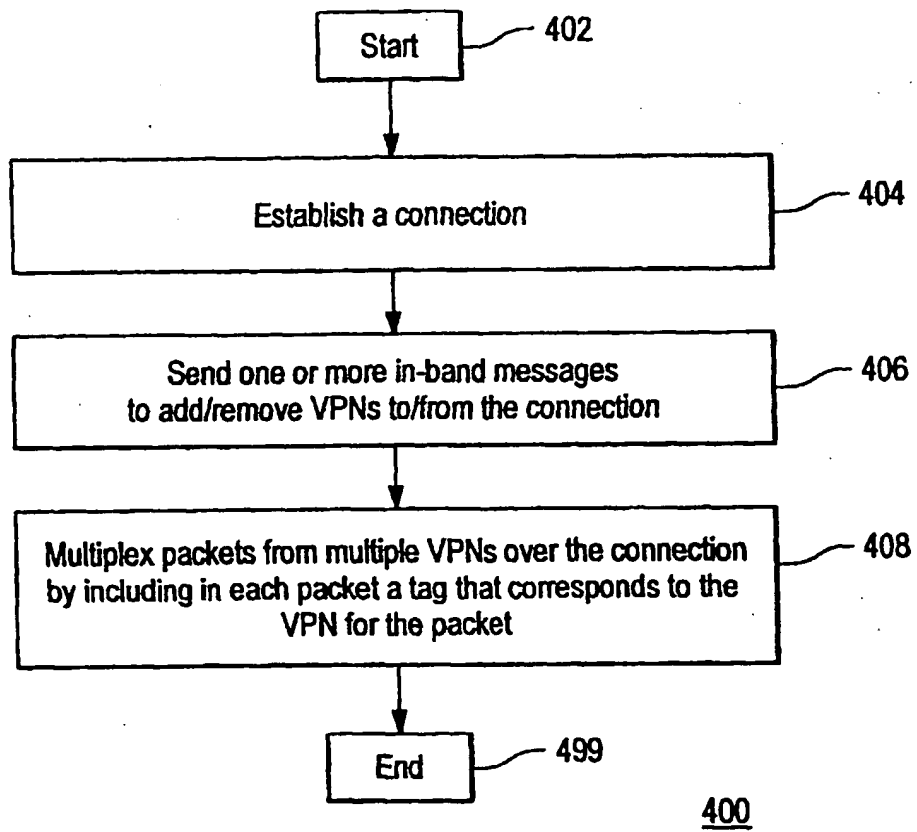 Start
402
Establish a connection
404
Send one or more in-band messages
to add/remove VPNs to/from the connection
406
Multiplex packets from multiple VPNs over the connection
by including in each packet a tag that corresponds to the
VPN for the packet
408
End
499
400